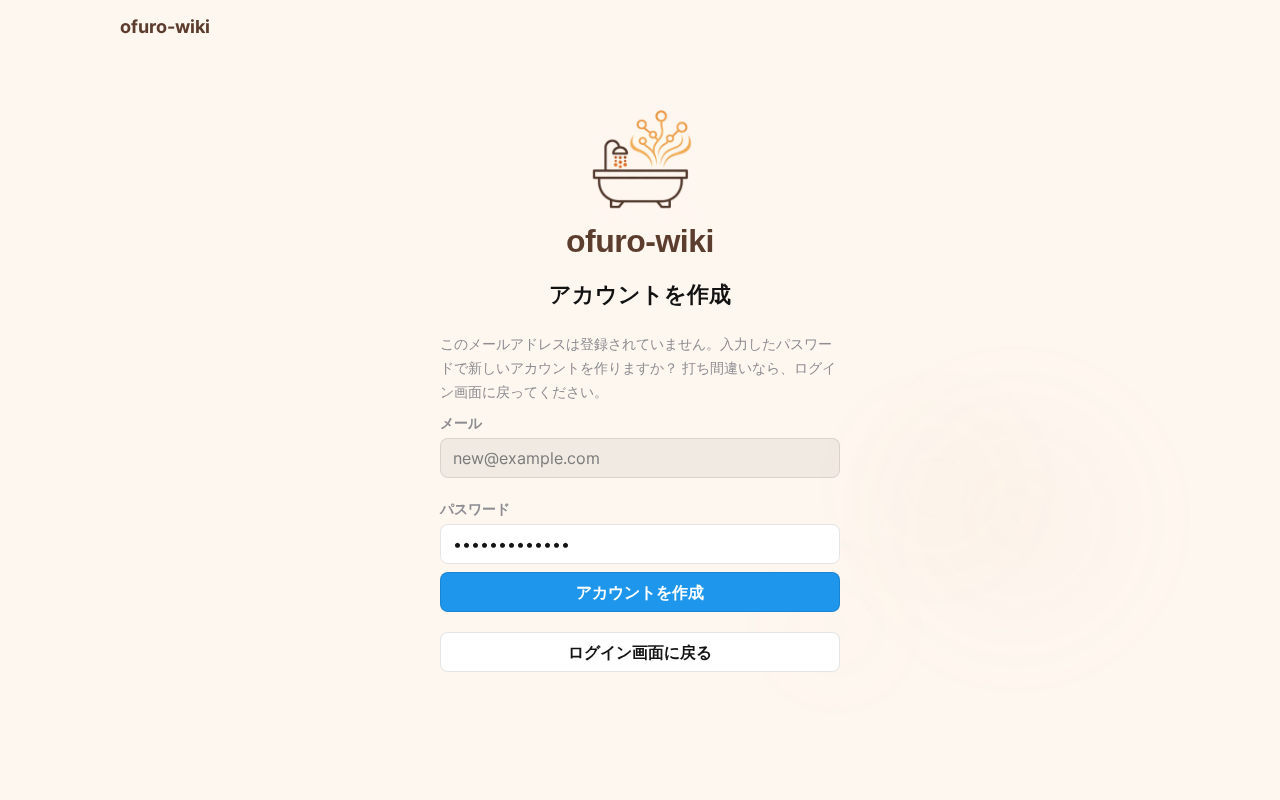 ofuro-wiki
ofuro-wiki
アカウントを作成
このメールアドレスは登録されていません。入力したパスワー
ドで新しいアカウントを作りますか？ 打ち間違いなら、ログイ
ン画面に戻ってください。
メール
new@example.com
パスワード
•••••••••••••
アカウントを作成
ログイン画面に戻る